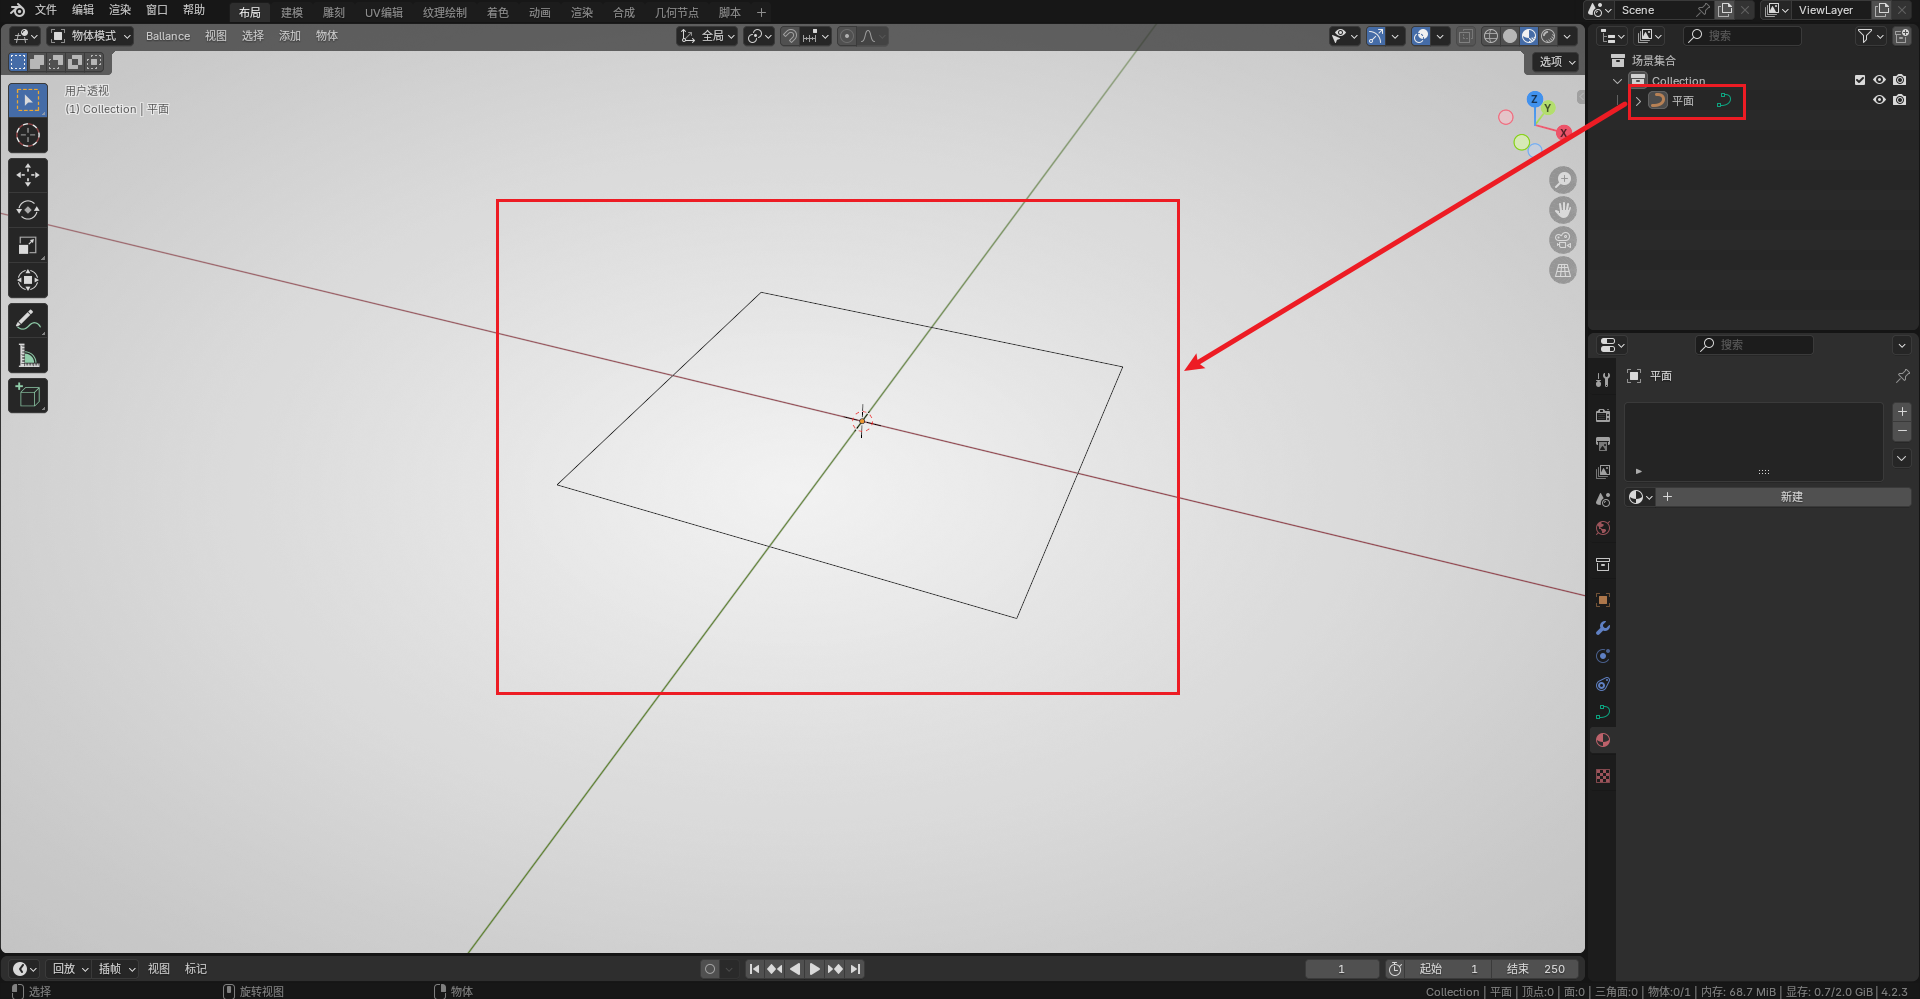 文件 编辑 渲染 窗口 帮助 布局 建模 雕刻 UV编辑 纹理绘制 着色 动画 渲染 合成 几何节点 脚本 + Scene ViewLayer
物体模式 Ballance 视图 选择 添加 物体 全局 搜索
选项
用户透视
(1) Collection | 平面
Z
Y
X
场景集合
Collection
平面
搜索
平面
+ 新建
回放 插帧 视图 标记 1 起始 1 结束 250
选择 旋转视图 物体 Collection | 平面 | 顶点:0 | 面:0 | 三角面:0 | 物体:0/1 | 内存: 68.7 MiB | 显存: 0.7/2.0 GiB | 4.2.3